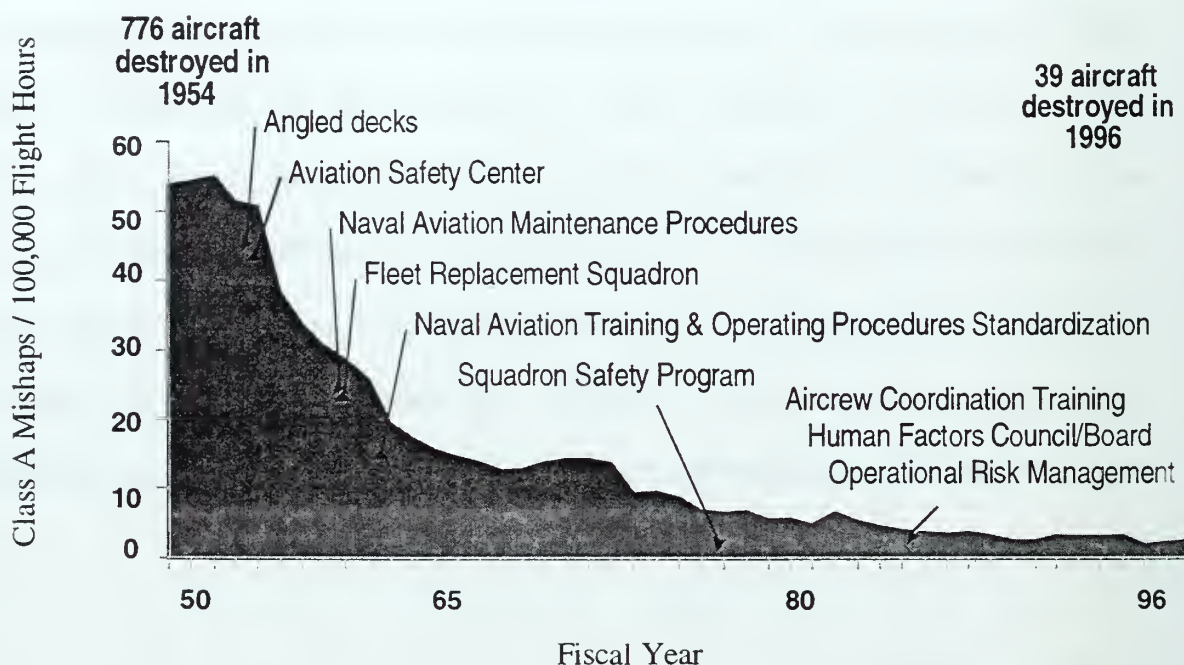 776 aircraft
destroyed in
1954
39 aircraft
destroyed in
1996
Class A Mishaps / 100,000 Flight Hours
Angled decks
Aviation Safety Center
Naval Aviation Maintenance Procedures
Fleet Replacement Squadron
Naval Aviation Training & Operating Procedures Standardization
Squadron Safety Program
Aircrew Coordination Training
Human Factors Council/Board
Operational Risk Management
60
50
40
30
20
10
0
50 65 80 96
Fiscal Year